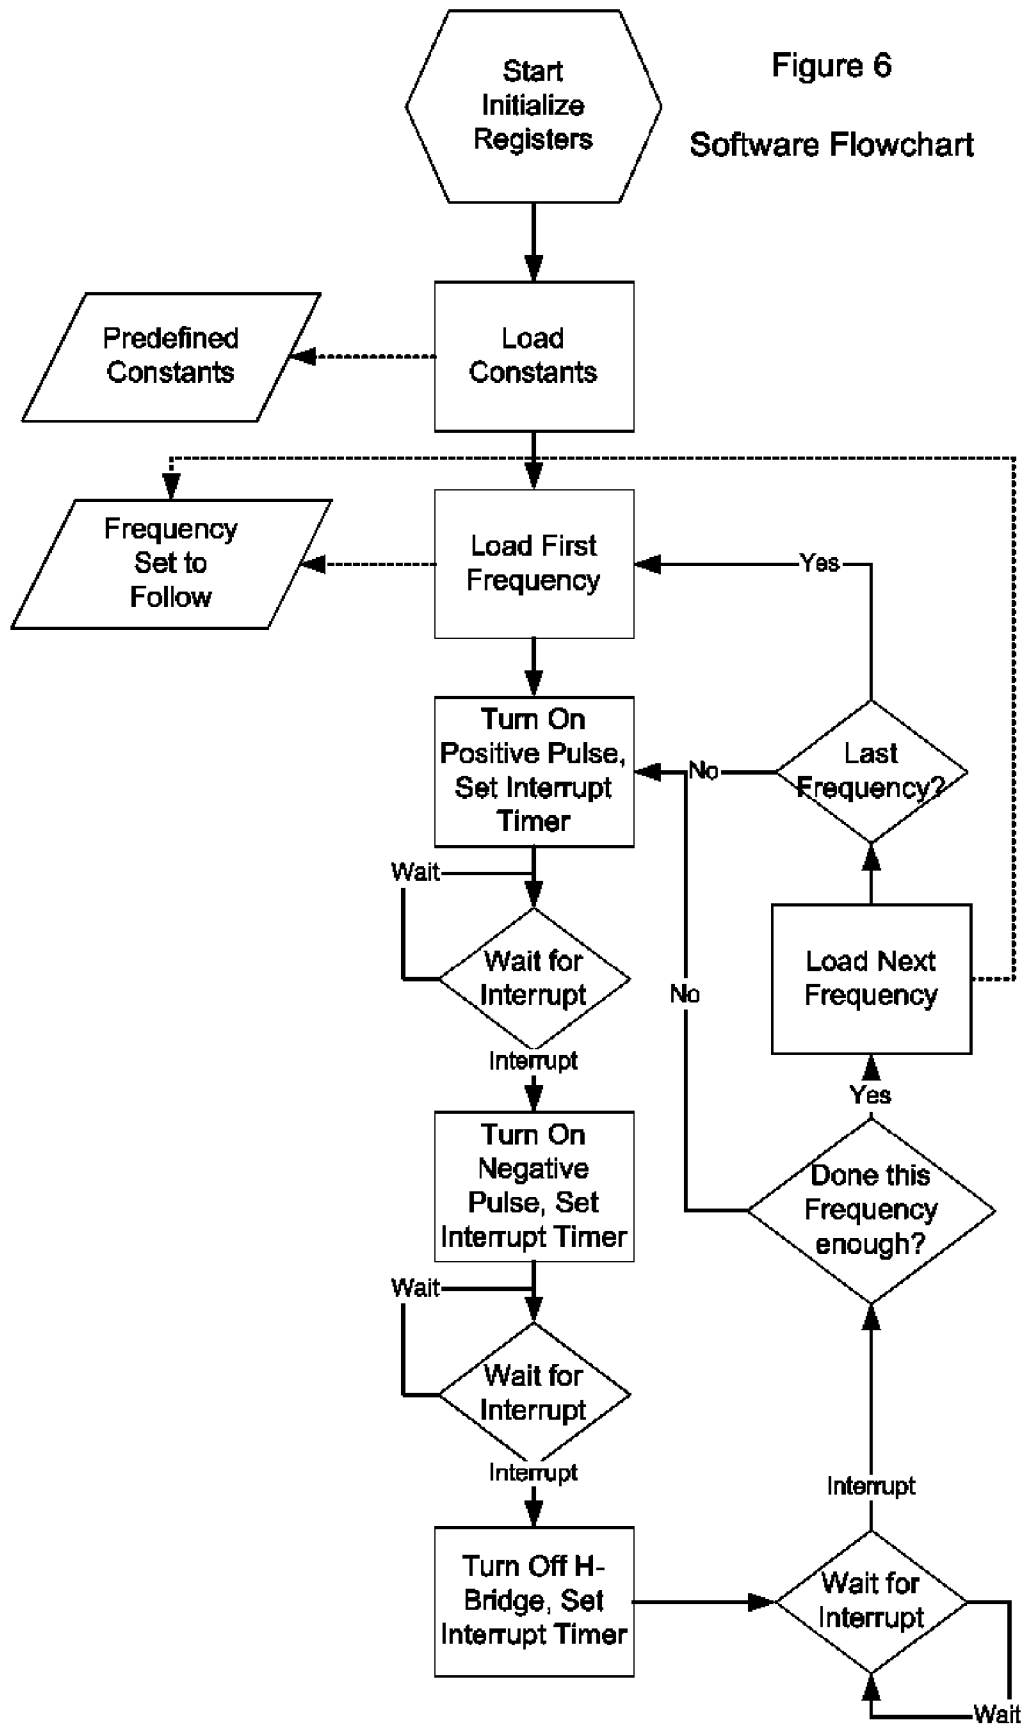 Figure 6
Software Flowchart
Start
Initialize
Registers
Predefined
Constants
Load
Constants
Frequency
Set to
Follow
Load First
Frequency
Yes
Turn On
Positive Pulse,
Set Interrupt
Timer
No
Last
Frequency?
Wait
Wait for
Interrupt
No
Load Next
Frequency
Interrupt
Yes
Turn On
Negative
Pulse, Set
Interrupt Timer
Done this
Frequency
enough?
Wait
Wait for
Interrupt
Interrupt
Interrupt
Turn Off H-
Bridge, Set
Interrupt Timer
Wait for
Interrupt
Wait